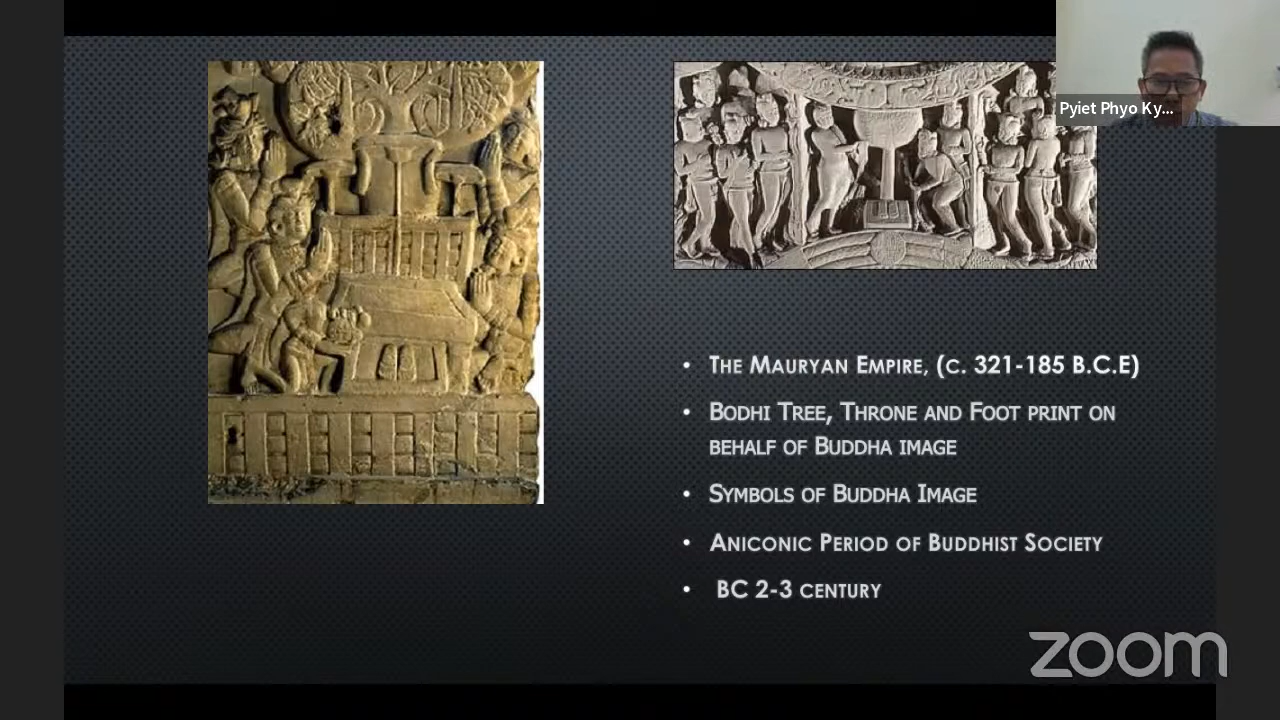 Pyiet Phyo Ky...
• The Mauryan Empire, (c. 321-185 B.C.E)
• Bodhi Tree, Throne and Foot print on
behalf of Buddha image
• Symbols of Buddha Image
• Aniconic Period of Buddhist Society
• BC 2-3 century
zoom